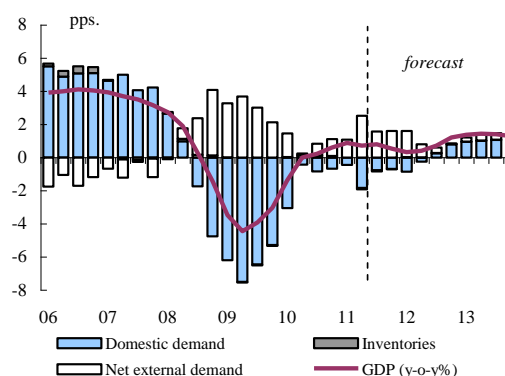 pps.
8
6
4
2
0
-2
-4
-6
-8
forecast
06 07 08 09 10 11 12 13
Domestic demand
Inventories
Net external demand
GDP (y-o-y%)